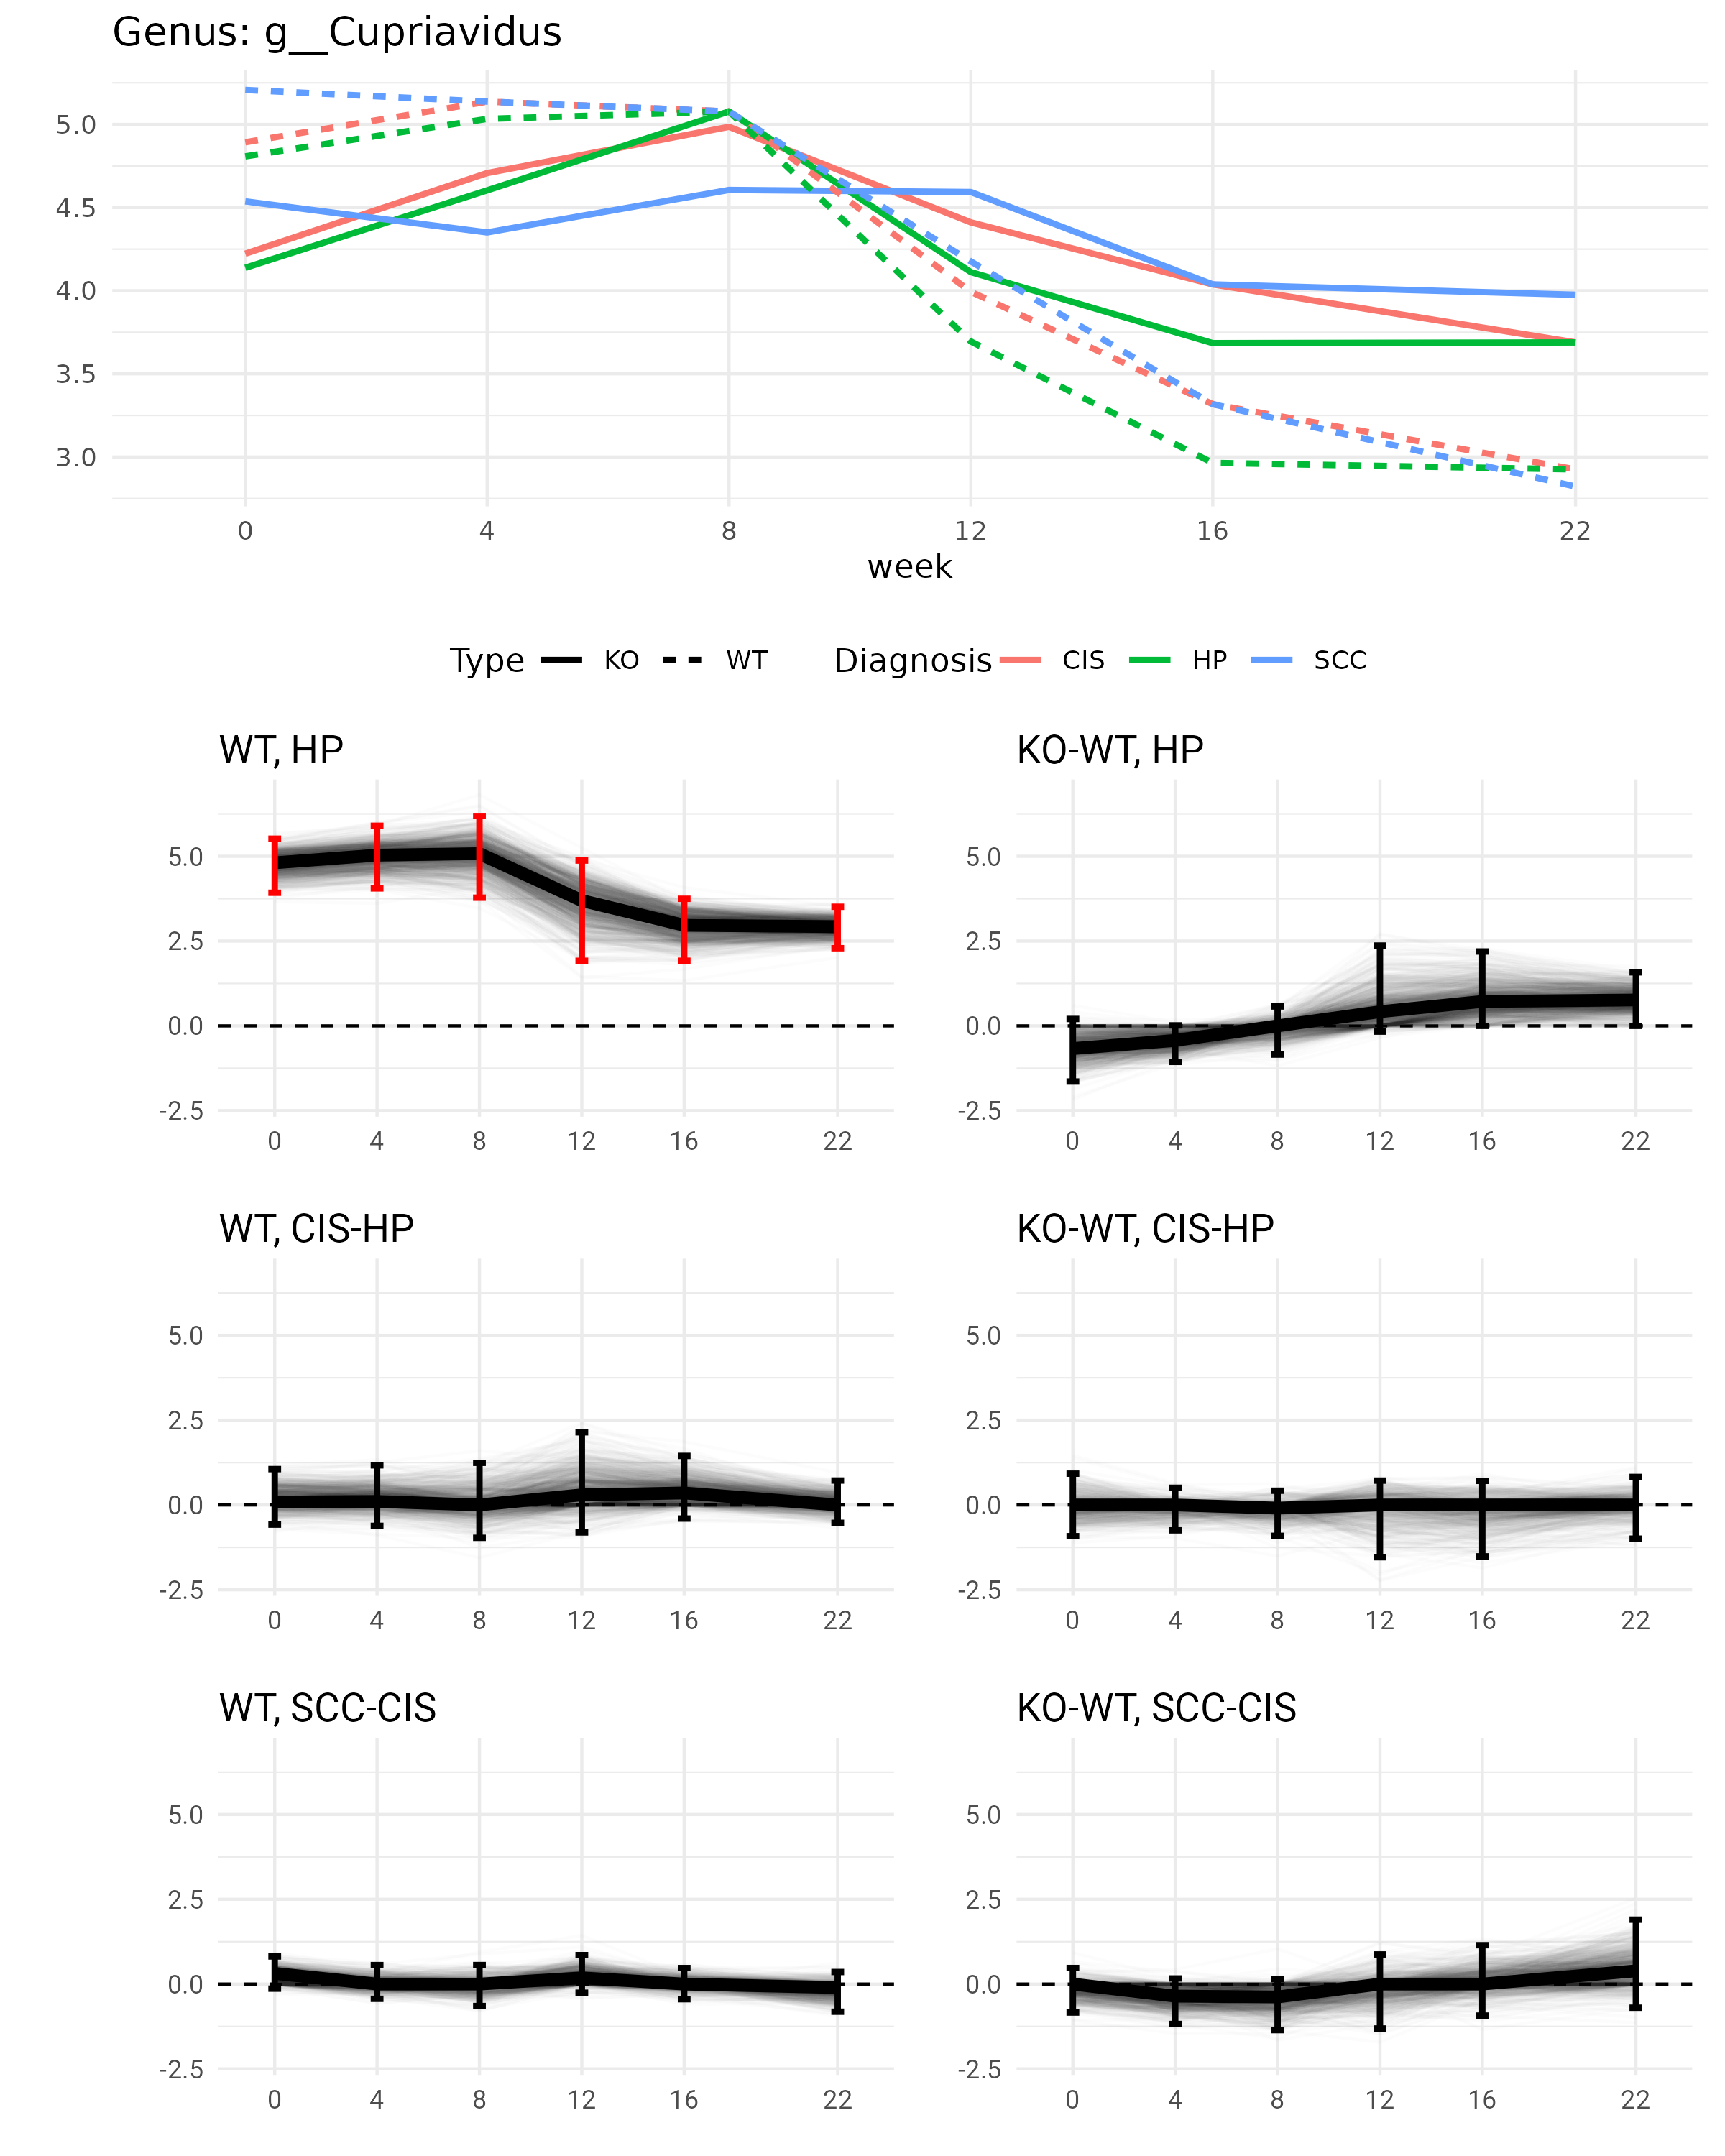 Genus: g__Cupriavidus
5.0
4.5
4.0
3.5
3.0
0 4 8 12 16 22
week
Type KO WT Diagnosis CIS HP SCC
WT, HP
5.0
2.5
0.0
-2.5
0 4 8 12 16 22
KO-WT, HP
5.0
2.5
0.0
-2.5
0 4 8 12 16 22
WT, CIS-HP
5.0
2.5
0.0
-2.5
0 4 8 12 16 22
KO-WT, CIS-HP
5.0
2.5
0.0
-2.5
0 4 8 12 16 22
WT, SCC-CIS
5.0
2.5
0.0
-2.5
0 4 8 12 16 22
KO-WT, SCC-CIS
5.0
2.5
0.0
-2.5
0 4 8 12 16 22